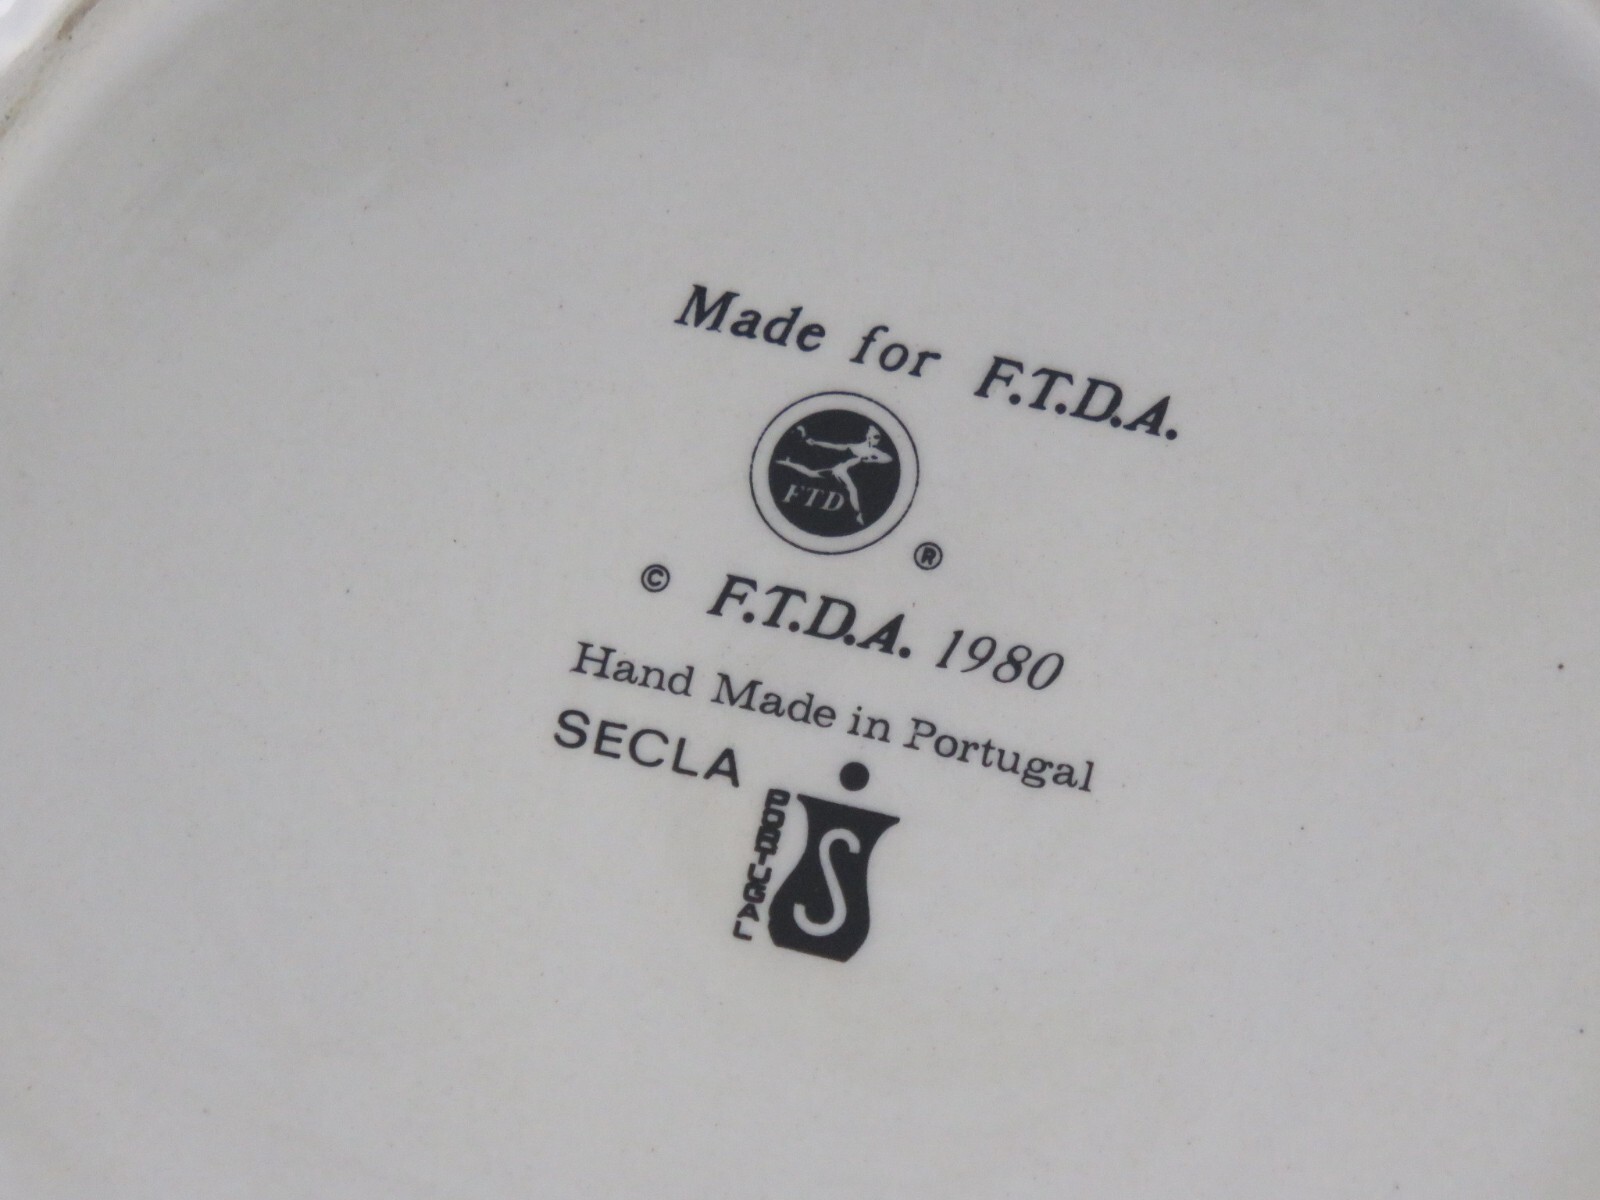 Made for F.T.D.A.
FTD
®
© F.T.D.A. 1980
Hand Made in Portugal
SECLA
PORTUGAL
S